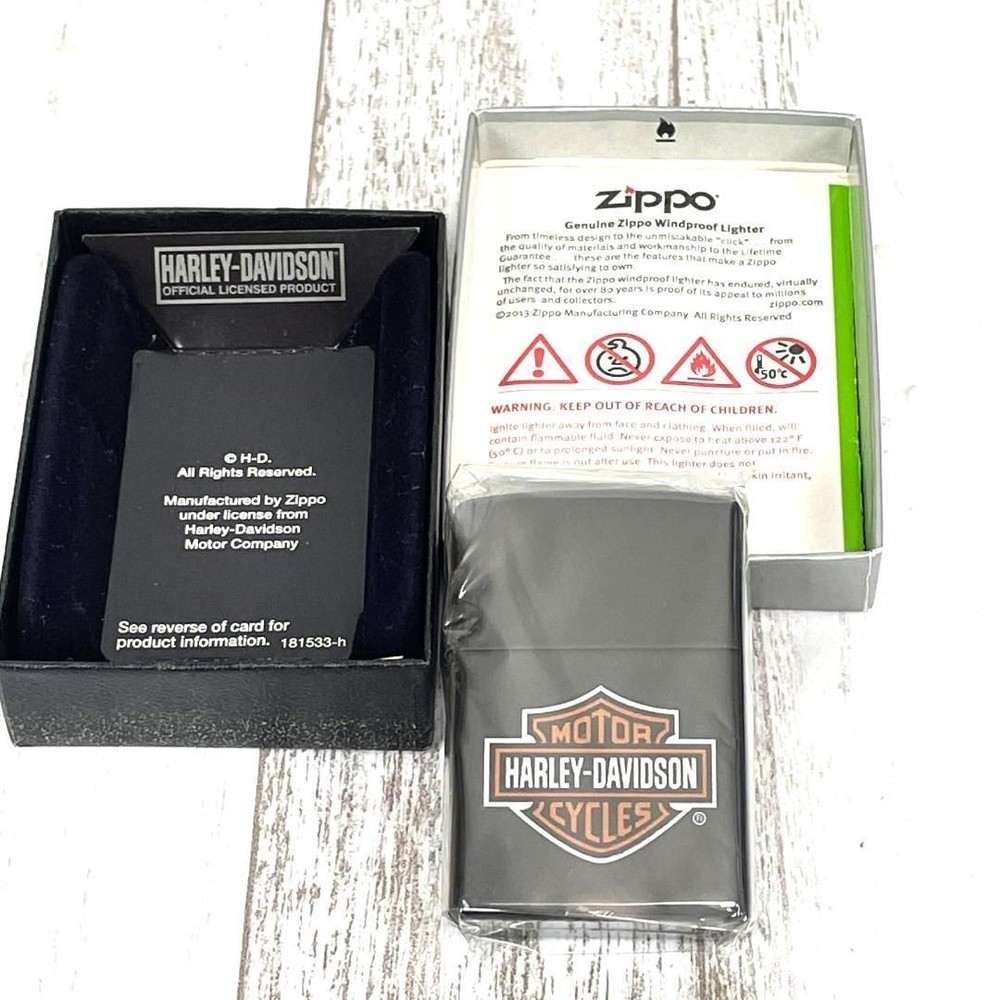 HARLEY-DAVIDSON
OFFICIAL LICENSED PRODUCT
© H-D.
All Rights Reserved.
Manufactured by Zippo
under license from
Harley-Davidson
Motor Company
See reverse of card for
product information. 181533-h
zippo
Genuine Zippo Windproof Lighter
From timeless design to the unmistakable "click" from
the quality of materials and workmanship to the Lifetime
Guarantee these are the features that make a Zippo
lighter so satisfying to own.
The fact that the Zippo windproof lighter has endured, virtually
unchanged, for over 80 years is proof of its appeal to millions
of users and collectors. zippo.com
©2013 Zippo Manufacturing Company All Rights Reserved
50°C
WARNING: KEEP OUT OF REACH OF CHILDREN.
Ignite lighter away from face and clothing. When filled, will
contain flammable fluid. Never expose to heat above 122° F
(50° C) or to prolonged sunlight. Never puncture or put in fire.
flame is out after use. This lighter does not
skin irritant,
MOTOR
HARLEY-DAVIDSON
CYCLES
®